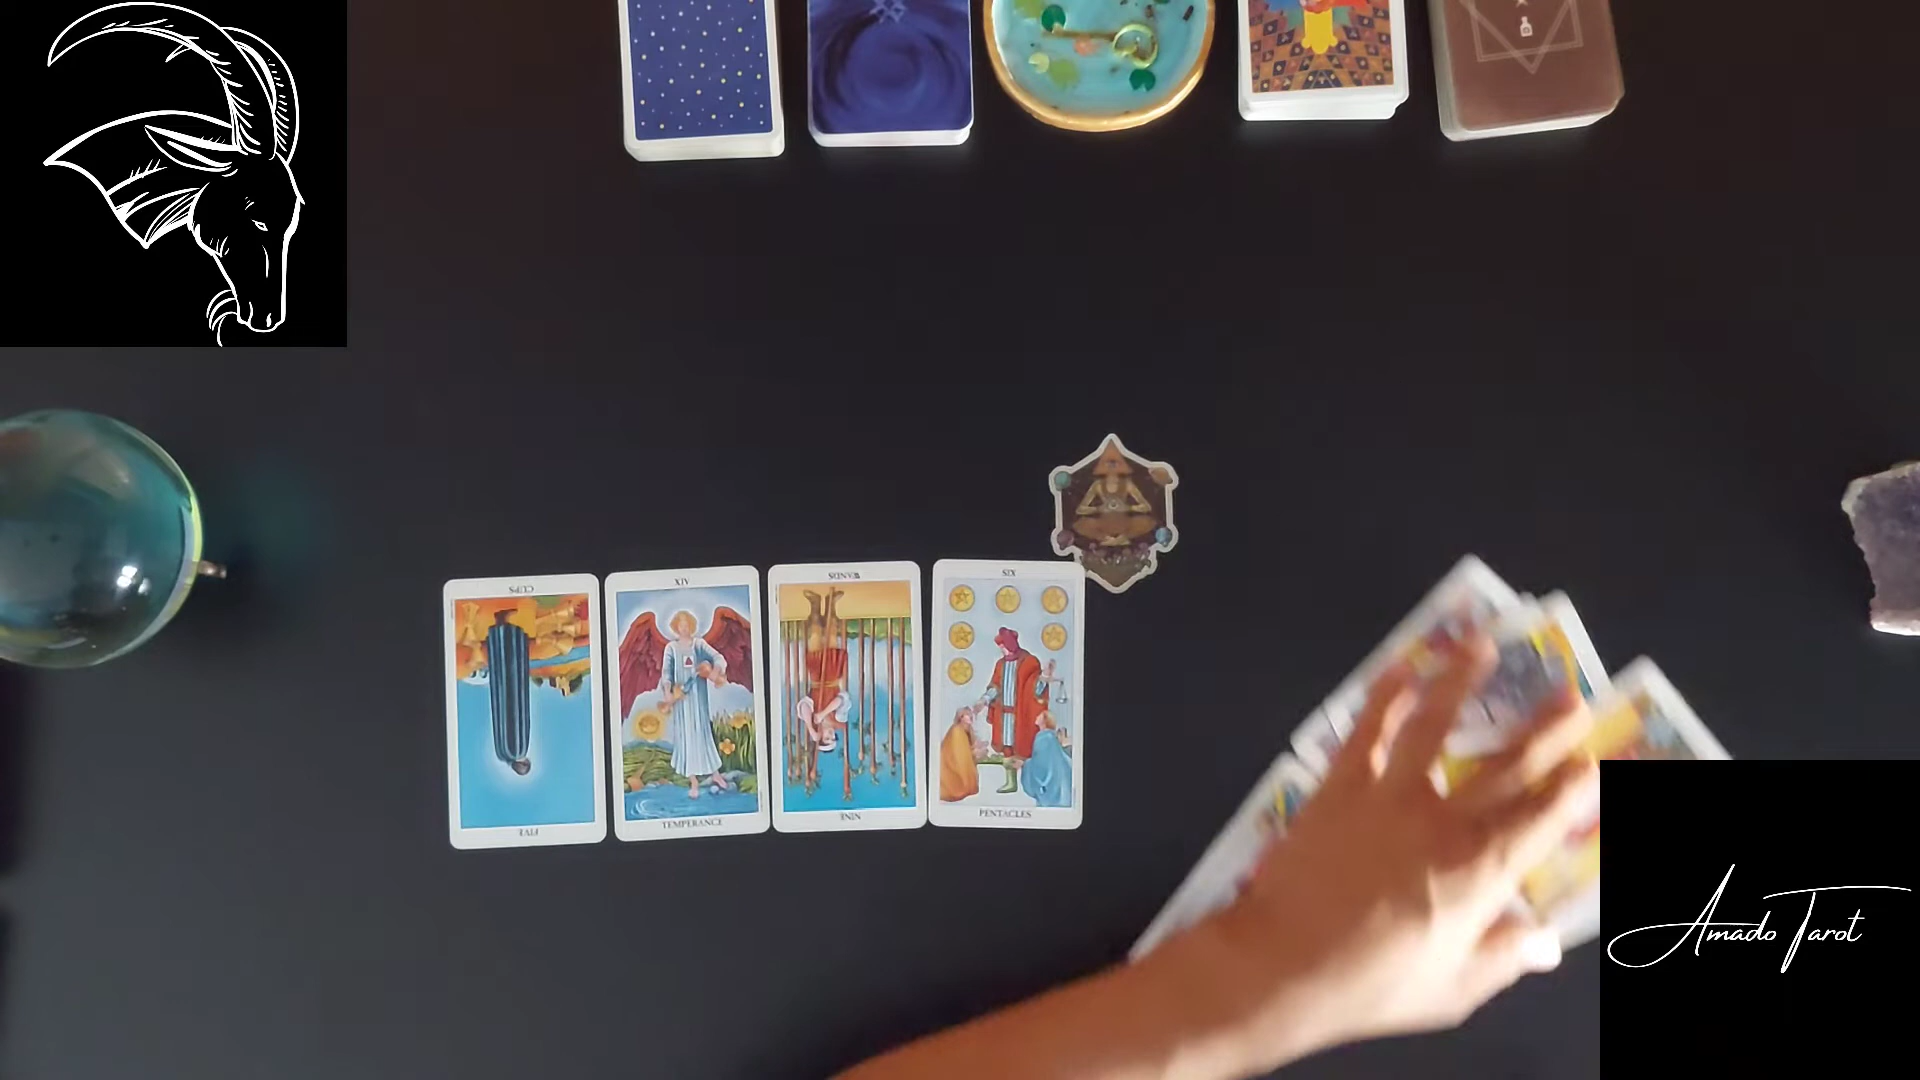 CUPS
FIVE
XIV
TEMPERANCE
WANDS
NINE
SIX
PENTACLES
Amado Tarot